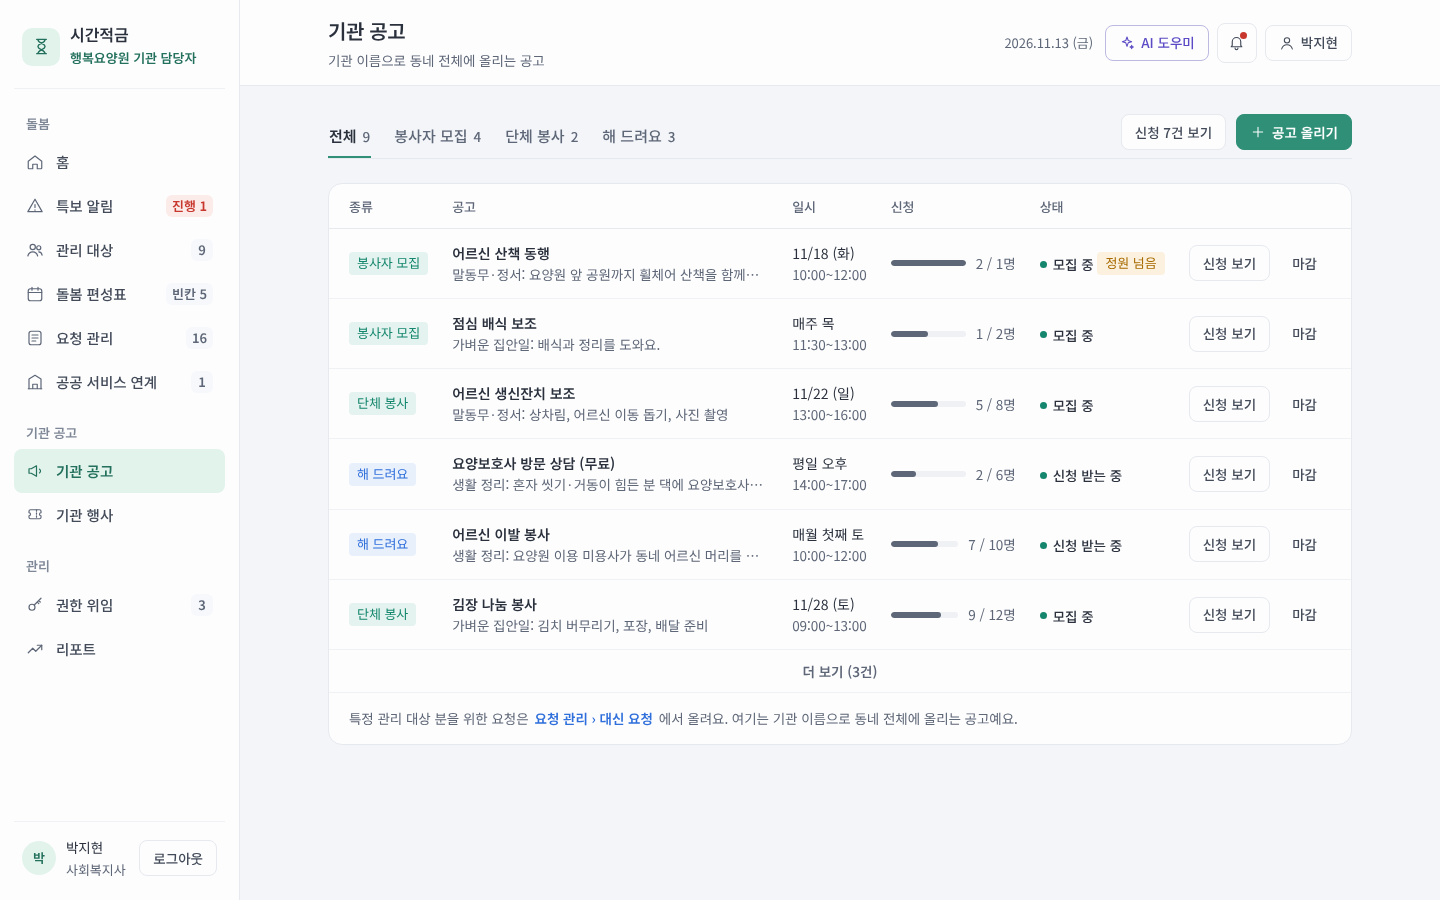 시간적금
행복요양원 기관 담당자
돌봄
홈
특보 알림 진행 1
관리 대상 9
돌봄 편성표 빈칸 5
요청 관리 16
공공 서비스 연계 1
기관 공고
기관 공고
기관 행사
관리
권한 위임 3
리포트
박 박지현
사회복지사
로그아웃
기관 공고
기관 이름으로 동네 전체에 올리는 공고
2026.11.13 (금) AI 도우미 박지현
전체 9 봉사자 모집 4 단체 봉사 2 해 드려요 3
신청 7건 보기 + 공고 올리기
종류 공고 일시 신청 상태
봉사자 모집 어르신 산책 동행 11/18 (화) 2 / 1명 모집 중 정원 넘음 신청 보기 마감
말동무·정서: 요양원 앞 공원까지 휠체어 산책을 함께… 10:00~12:00
봉사자 모집 점심 배식 보조 매주 목 1 / 2명 모집 중 신청 보기 마감
가벼운 집안일: 배식과 정리를 도와요. 11:30~13:00
단체 봉사 어르신 생신잔치 보조 11/22 (일) 5 / 8명 모집 중 신청 보기 마감
말동무·정서: 상차림, 어르신 이동 돕기, 사진 촬영 13:00~16:00
해 드려요 요양보호사 방문 상담 (무료) 평일 오후 2 / 6명 신청 받는 중 신청 보기 마감
생활 정리: 혼자 씻기·거동이 힘든 분 댁에 요양보호사… 14:00~17:00
해 드려요 어르신 이발 봉사 매월 첫째 토 7 / 10명 신청 받는 중 신청 보기 마감
생활 정리: 요양원 이용 미용사가 동네 어르신 머리를 … 10:00~12:00
단체 봉사 김장 나눔 봉사 11/28 (토) 9 / 12명 모집 중 신청 보기 마감
가벼운 집안일: 김치 버무리기, 포장, 배달 준비 09:00~13:00
더 보기 (3건)
특정 관리 대상 분을 위한 요청은 요청 관리 › 대신 요청 에서 올려요. 여기는 기관 이름으로 동네 전체에 올리는 공고예요.